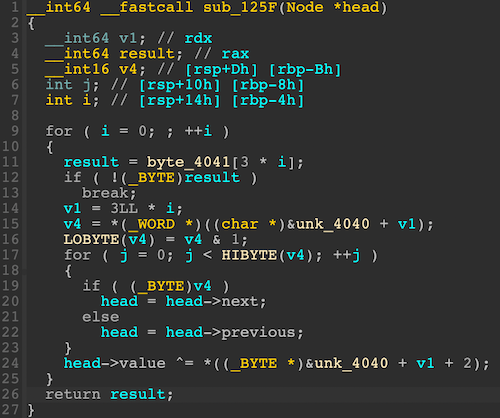 1 __int64 __fastcall sub_125F(Node *head)
2 {
3 __int64 v1; // rdx
4 __int64 result; // rax
5 __int16 v4; // [rsp+Dh] [rbp-Bh]
6 int j; // [rsp+10h] [rbp-8h]
7 int i; // [rsp+14h] [rbp-4h]
8
9 for ( i = 0; ; ++i )
10 {
11 result = byte_4041[3 * i];
12 if ( !(_BYTE)result )
13 break;
14 v1 = 3LL * i;
15 v4 = *(_WORD *)((char *)&unk_4040 + v1);
16 LOBYTE(v4) = v4 & 1;
17 for ( j = 0; j < HIBYTE(v4); ++j )
18 {
19 if ( (_BYTE)v4 )
20 head = head->next;
21 else
22 head = head->previous;
23 }
24 head->value ^= *((_BYTE *)&unk_4040 + v1 + 2);
25 }
26 return result;
27 }